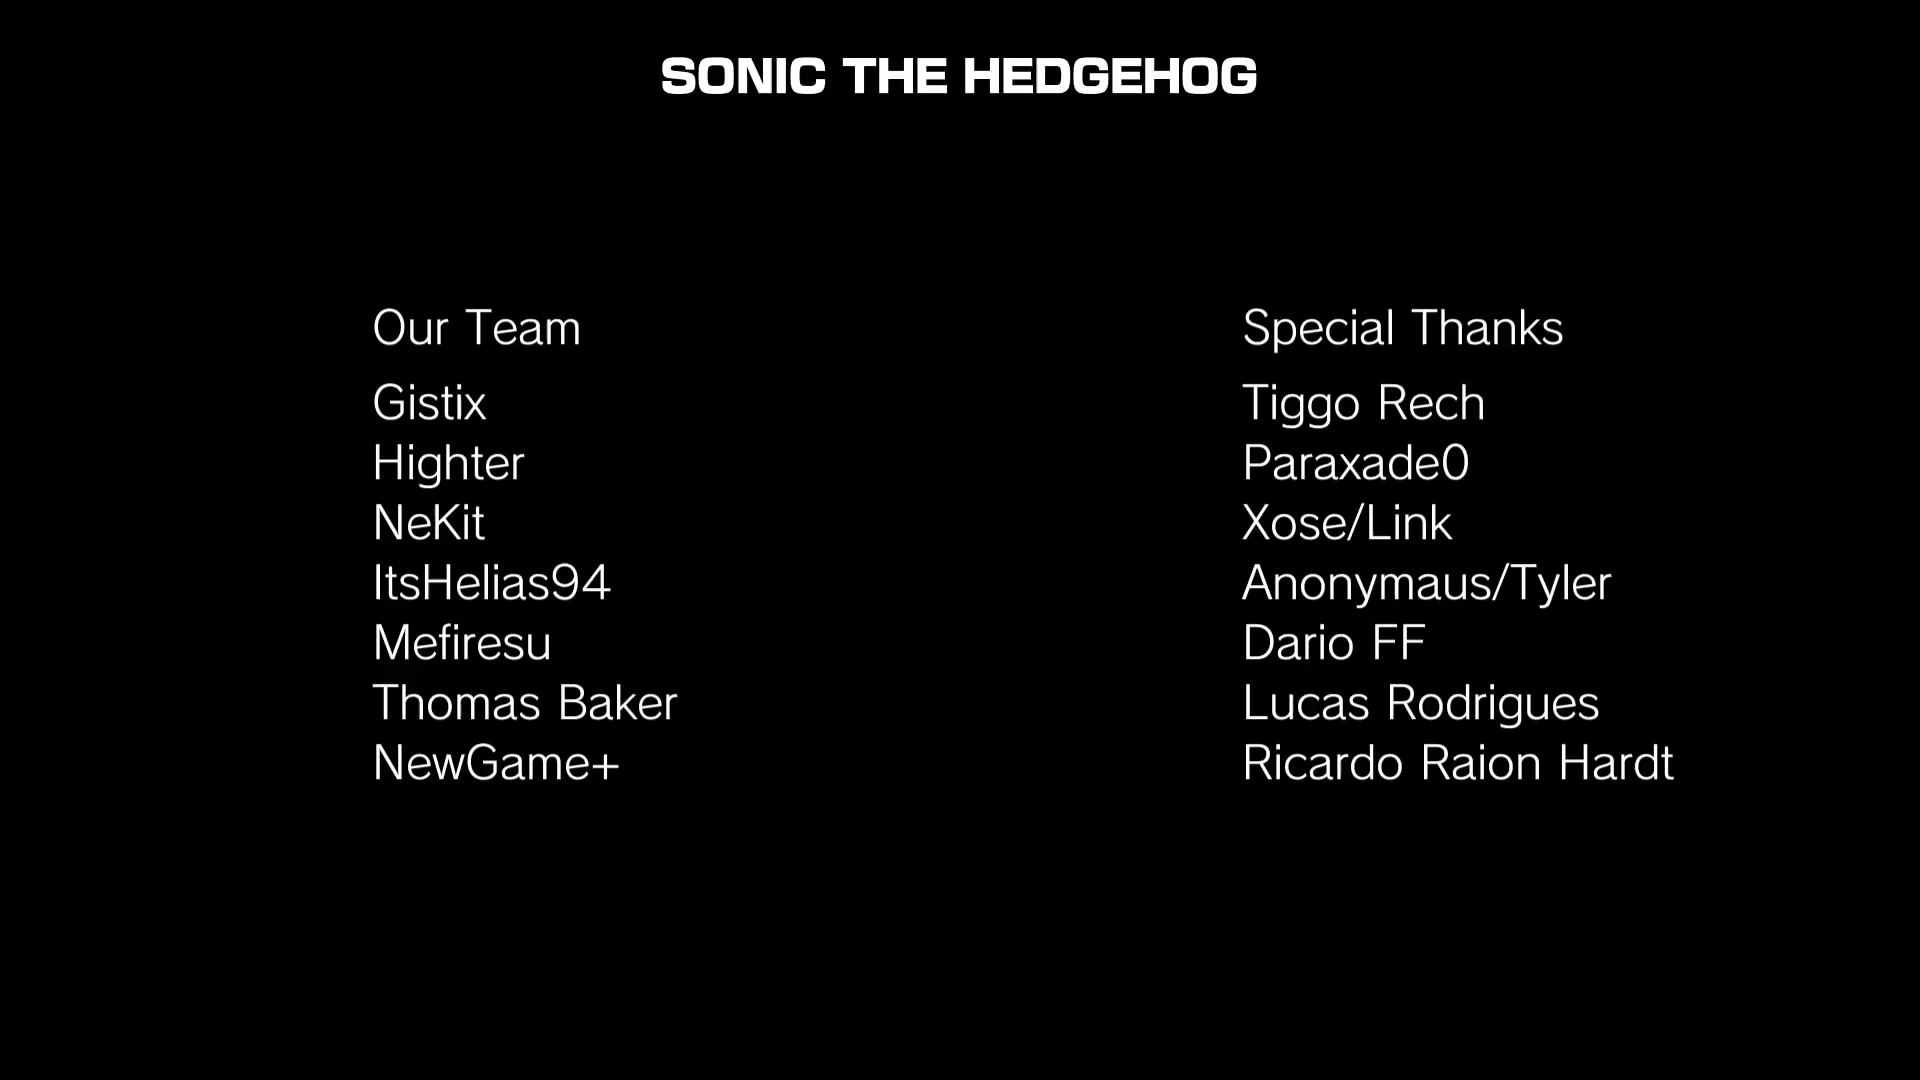 SONIC THE HEDGEHOG
Our Team
Gistix
Highter
NeKit
ItsHelias94
Mefiresu
Thomas Baker
NewGame+
Special Thanks
Tiggo Rech
Paraxade0
Xose/Link
Anonymaus/Tyler
Dario FF
Lucas Rodrigues
Ricardo Raion Hardt